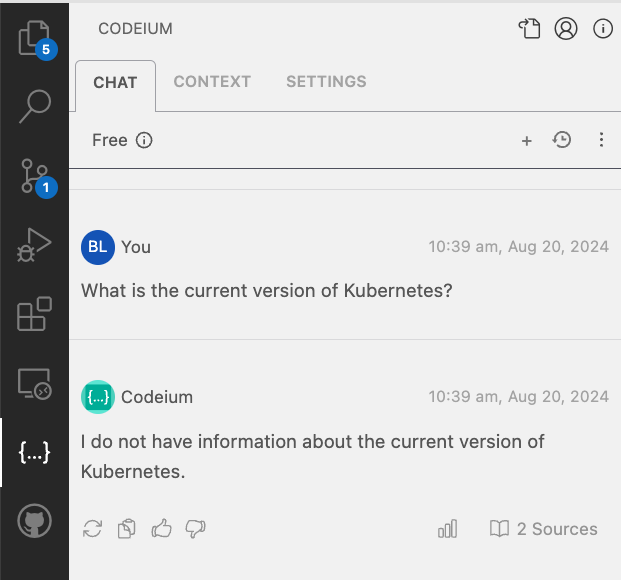 CODEIUM
5
CHAT CONTEXT SETTINGS
Free
1
BL You 10:39 am, Aug 20, 2024
What is the current version of Kubernetes?
{...} Codeium 10:39 am, Aug 20, 2024
I do not have information about the current version of
Kubernetes.
{...}
2 Sources